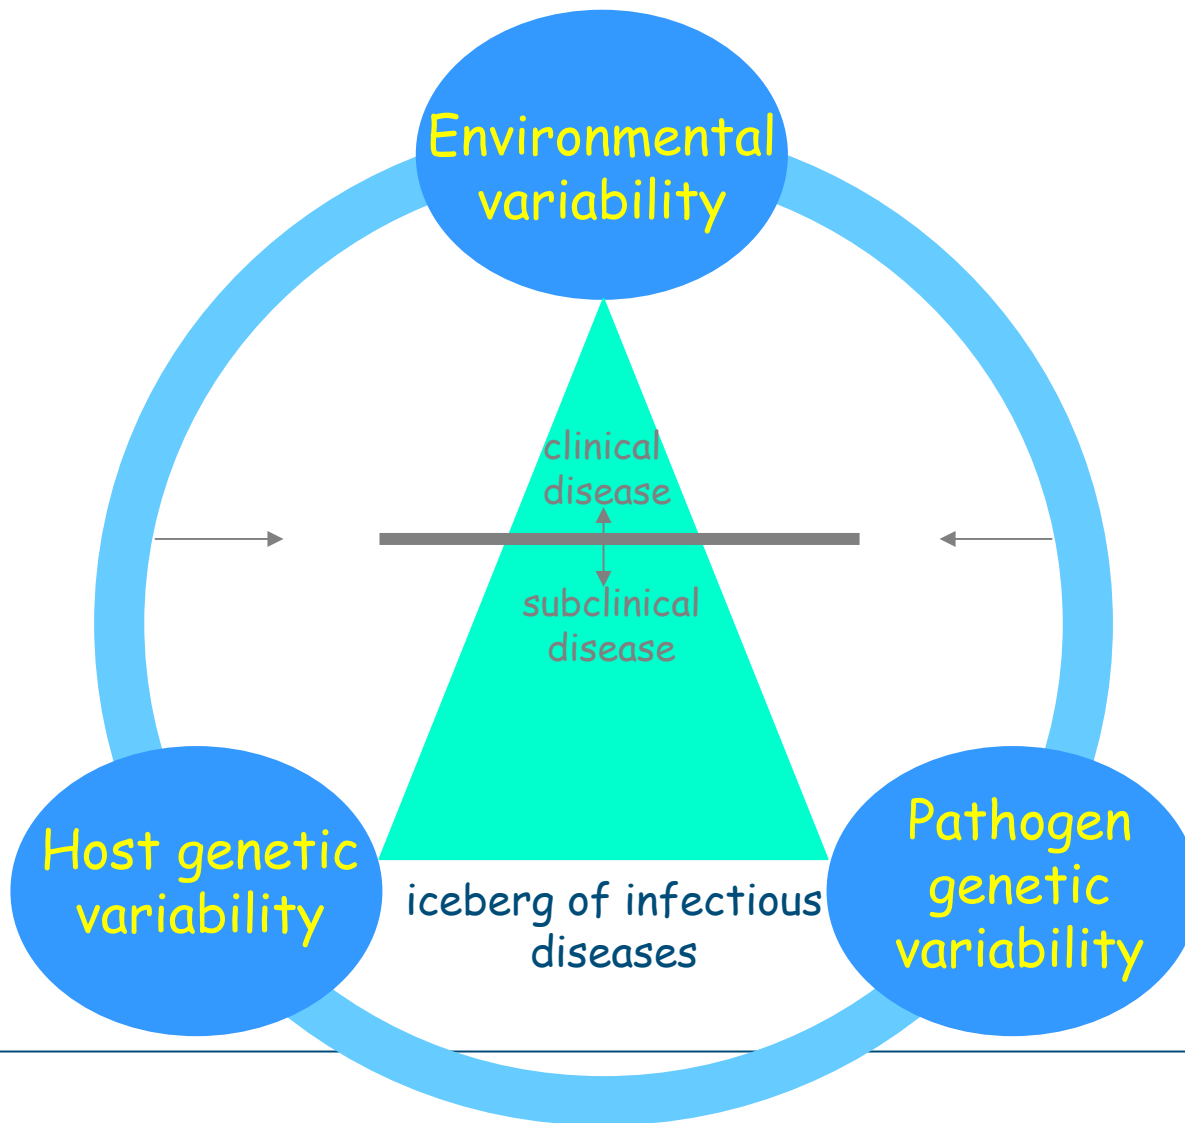 Environmental
variability
clinical
disease
subclinical
disease
Host genetic
variability
Pathogen
genetic
variability
iceberg of infectious
diseases